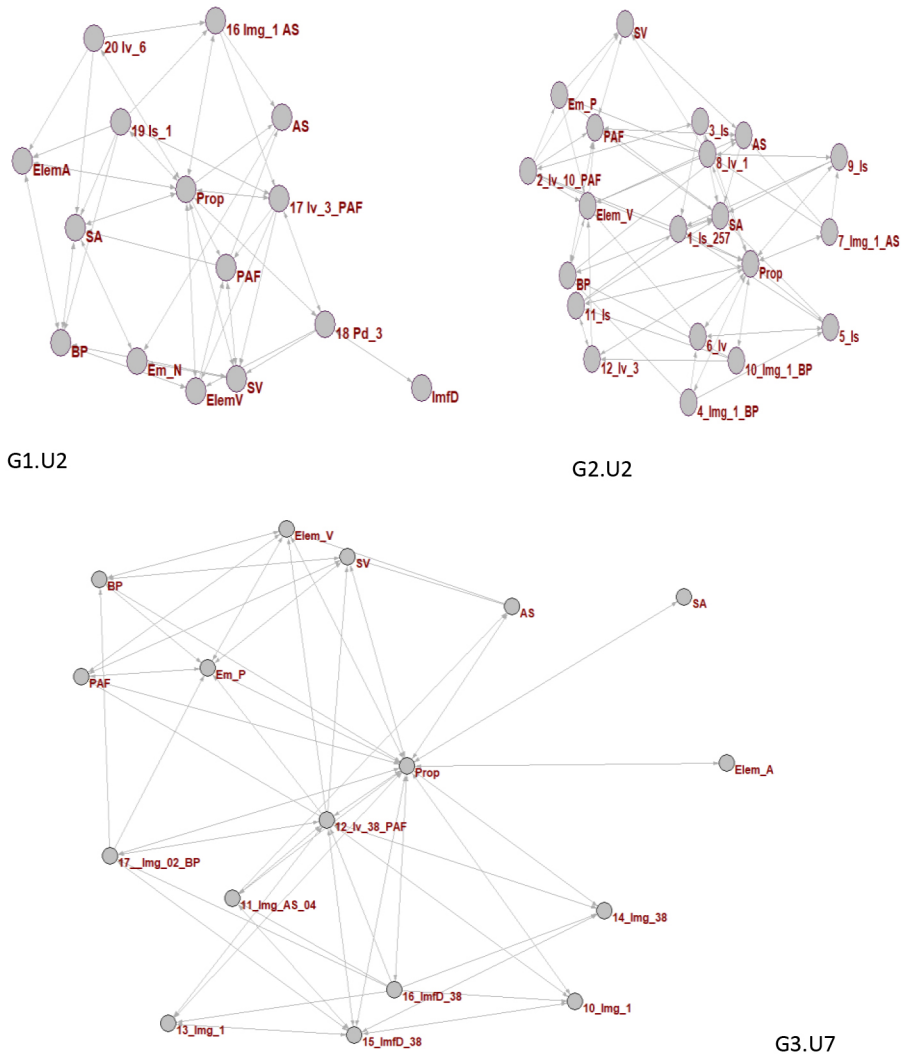 16 Img_1 AS
20 Iv_6
AS
19 Is_1
ElemA
Prop
17 Iv_3_PAF
SA
PAF
18 Pd_3
BP
Em_N
SV
ElemV
ImfD
G1.U2
SV
Em_P
3_Is
PAF
AS
8_Iv_1
9_Is
2_Iv_10_PAF
Elem_V
SA
1_Is_257
7_Img_1_AS
Prop
BP
11_Is
5_Is
6_Iv
12_Iv_3
10_Img_1_BP
4_Img_1_BP
G2.U2
Elem_V
SV
BP
AS
SA
Em_P
PAF
Prop
Elem_A
12_Iv_38_PAF
17__Img_02_BP
11_Img_AS_04
14_Img_38
16_ImfD_38
10_Img_1
13_Img_1
15_ImfD_38
G3.U7